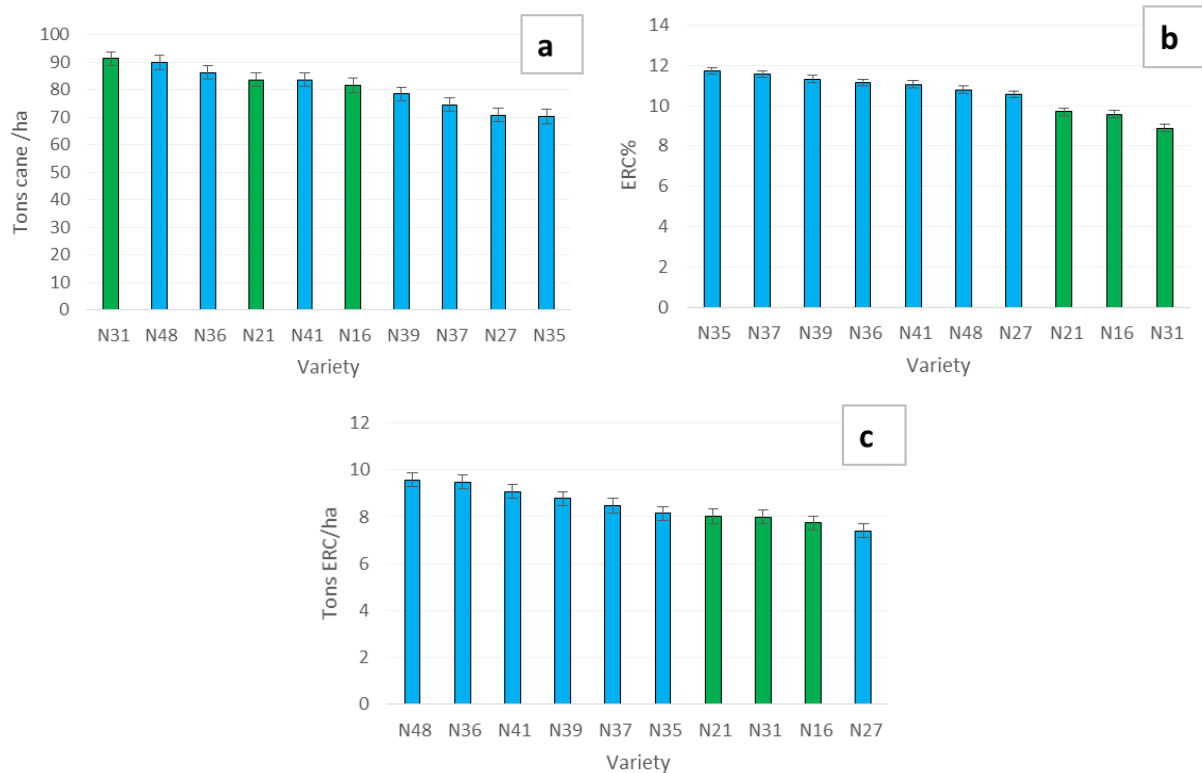 a
Tons cane /ha
100
90
80
70
60
50
40
30
20
10
0
N31 N48 N36 N21 N41 N16 N39 N37 N27 N35
Variety
b
ERC%
14
12
10
8
6
4
2
0
N35 N37 N39 N36 N41 N48 N27 N21 N16 N31
Variety
c
Tons ERC/ha
12
10
8
6
4
2
0
N48 N36 N41 N39 N37 N35 N21 N31 N16 N27
Variety